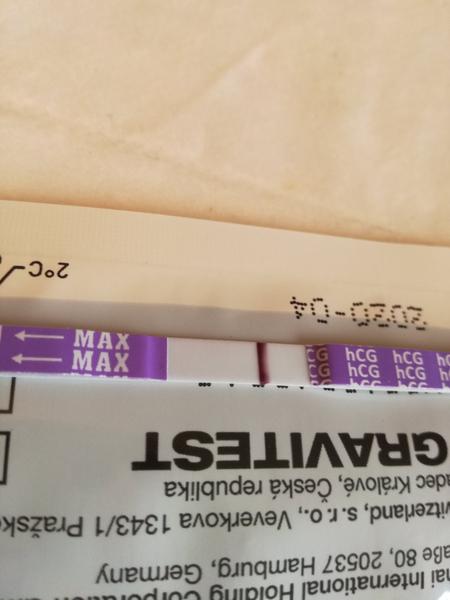 MAX
MAX
hCG hCG
hCG hCG
hCG hCG
International Holding Corporation
80, 20537 Hamburg, Germany
s.r.o., Veverkova 1343/1
Králové, Česká republika
GRAVITEST
2020-04
2°C